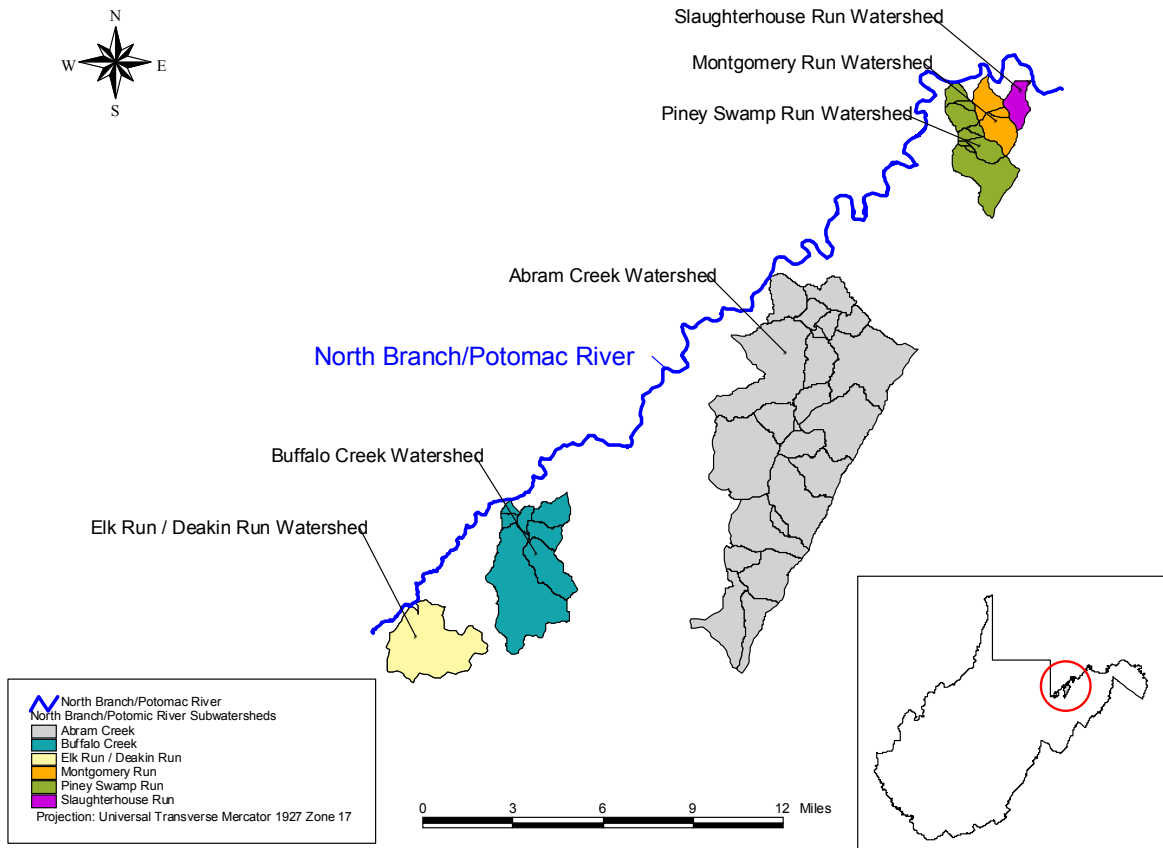 N
W E
S
Slaughterhouse Run Watershed
Montgomery Run Watershed
Piney Swamp Run Watershed
Abram Creek Watershed
North Branch/Potomac River
Buffalo Creek Watershed
Elk Run / Deakin Run Watershed
North Branch/Potomac River
North Branch/Potomic River Subwatersheds
Abram Creek
Buffalo Creek
Elk Run / Deakin Run
Montgomery Run
Piney Swamp Run
Slaughterhouse Run
Projection: Universal Transverse Mercator 1927 Zone 17
0 3 6 9 12 Miles